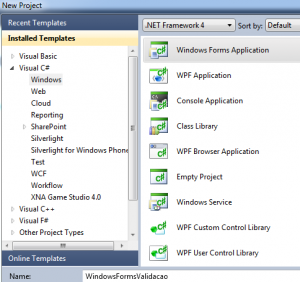 New Project
Recent Templates
Installed Templates
Visual Basic
Visual C#
Windows
Web
Cloud
Reporting
SharePoint
Silverlight
Silverlight for Windows Phone
Test
WCF
Workflow
XNA Game Studio 4.0
Visual C++
Visual F#
Other Project Types
Online Templates
.NET Framework 4
Sort by: Default
Windows Forms Application
WPF Application
Console Application
Class Library
WPF Browser Application
Empty Project
Windows Service
WPF Custom Control Library
WPF User Control Library
Name: WindowsFormsValidacao